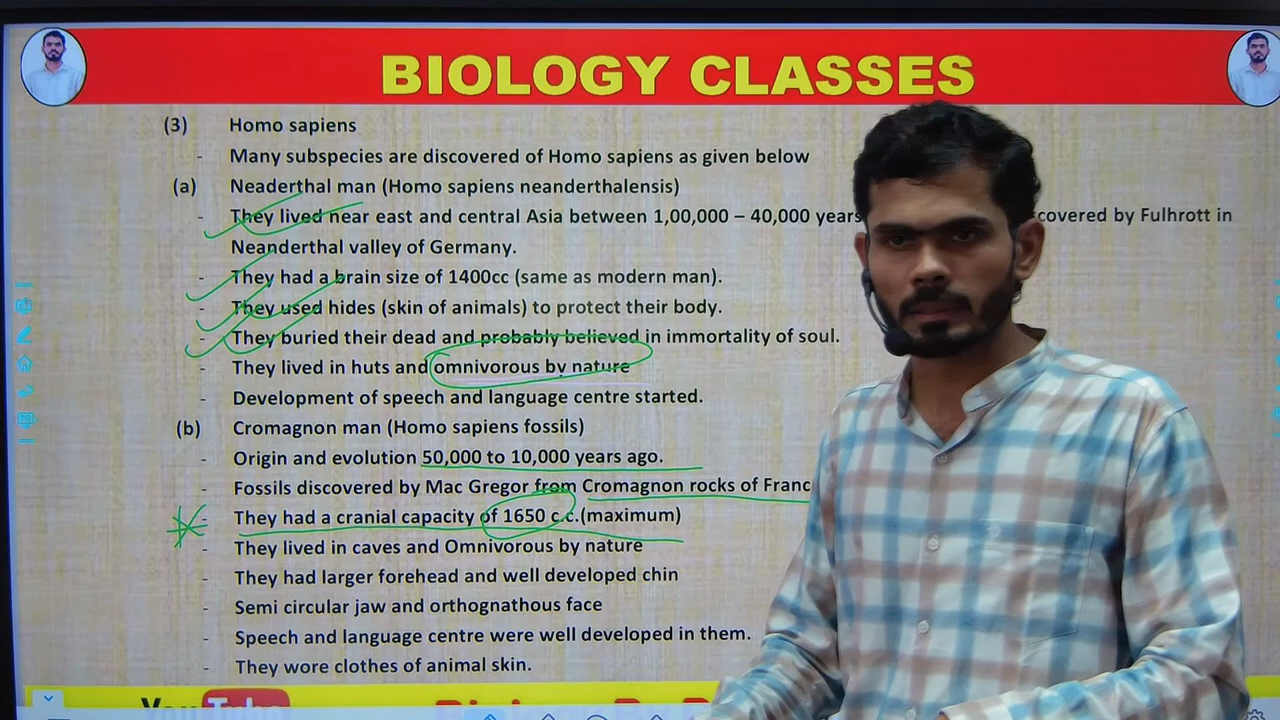 BIOLOGY CLASSES
(3) Homo sapiens
- Many subspecies are discovered of Homo sapiens as given below
(a) Neaderthal man (Homo sapiens neanderthalensis)
- They lived near east and central Asia between 1,00,000 – 40,000 years covered by Fulhrott in
Neanderthal valley of Germany.
- They had a brain size of 1400cc (same as modern man).
- They used hides (skin of animals) to protect their body.
- They buried their dead and probably believed in immortality of soul.
- They lived in huts and omnivorous by nature
- Development of speech and language centre started.
(b) Cromagnon man (Homo sapiens fossils)
- Origin and evolution 50,000 to 10,000 years ago.
- Fossils discovered by Mac Gregor from Cromagnon rocks of Franc
- They had a cranial capacity of 1650 c.c.(maximum)
- They lived in caves and Omnivorous by nature
- They had larger forehead and well developed chin
- Semi circular jaw and orthognathous face
- Speech and language centre were well developed in them.
- They wore clothes of animal skin.
YouTube